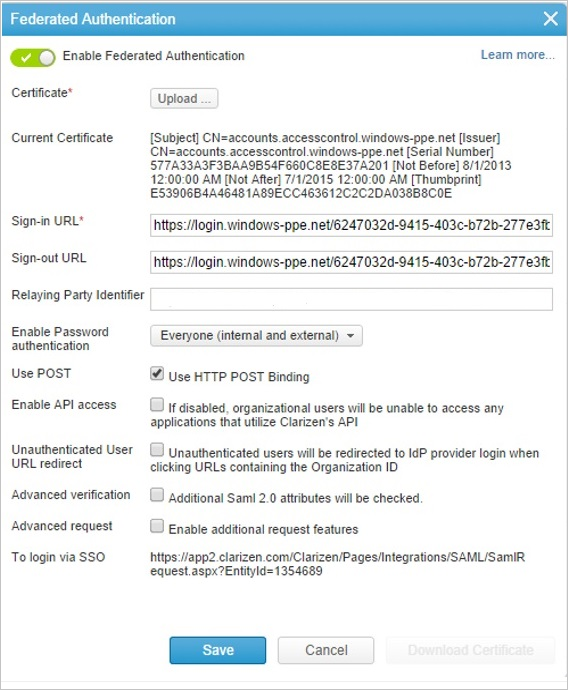 Federated Authentication
Enable Federated Authentication
Learn more...
Certificate*
Upload ...
Current Certificate
[Subject] CN=accounts.accesscontrol.windows-ppe.net [Issuer]
CN=accounts.accesscontrol.windows-ppe.net [Serial Number]
577A33A3F3BAA9B54F660C8E8E37A201 [Not Before] 8/1/2013
12:00:00 AM [Not After] 7/1/2015 12:00:00 AM [Thumbprint]
E53906B4A46481A89ECC463612C2C2DA038B8C0E
Sign-in URL*
https://login.windows-ppe.net/6247032d-9415-403c-b72b-277e3fb
Sign-out URL
https://login.windows-ppe.net/6247032d-9415-403c-b72b-277e3fb
Relaying Party Identifier
Enable Password
authentication
Everyone (internal and external)
Use POST
Use HTTP POST Binding
Enable API access
If disabled, organizational users will be unable to access any
applications that utilize Clarizen's API
Unauthenticated User
URL redirect
Unauthenticated users will be redirected to IdP provider login when
clicking URLs containing the Organization ID
Advanced verification
Additional Saml 2.0 attributes will be checked.
Advanced request
Enable additional request features
To login via SSO
https://app2.clarizen.com/Clarizen/Pages/Integrations/SAML/SamlR
equest.aspx?EntityId=1354689
Save
Cancel
Download Certificate